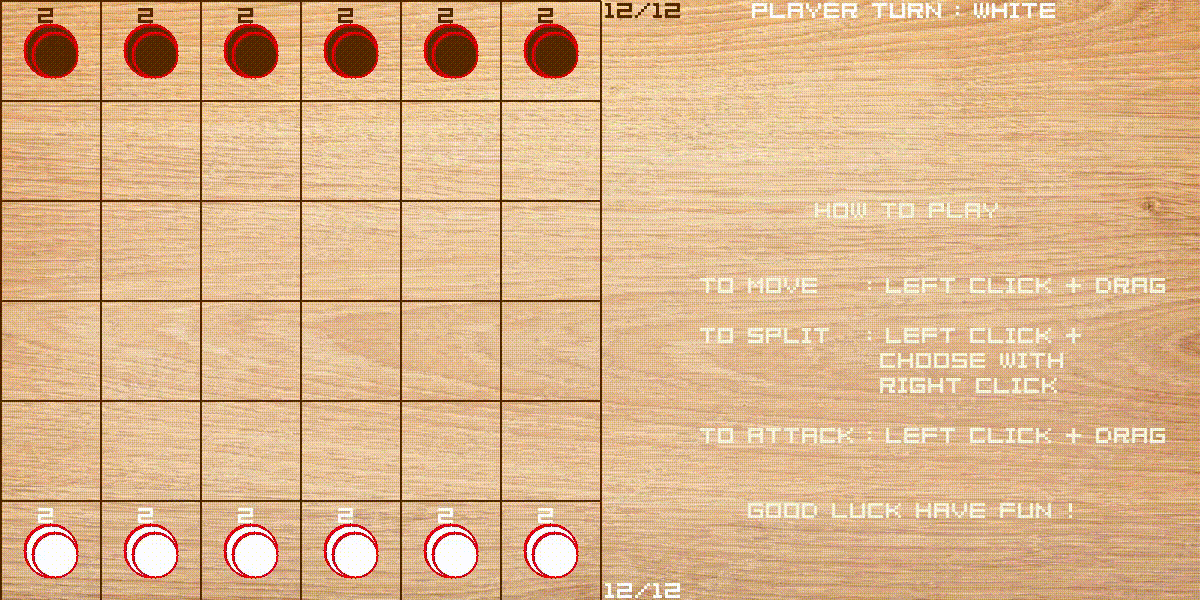 2 2 2 2 2 2
12/12
PLAYER TURN : WHITE
HOW TO PLAY
TO MOVE : LEFT CLICK + DRAG
TO SPLIT : LEFT CLICK +
CHOOSE WITH
RIGHT CLICK
TO ATTACK : LEFT CLICK + DRAG
GOOD LUCK HAVE FUN !
2 2 2 2 2 2
12/12